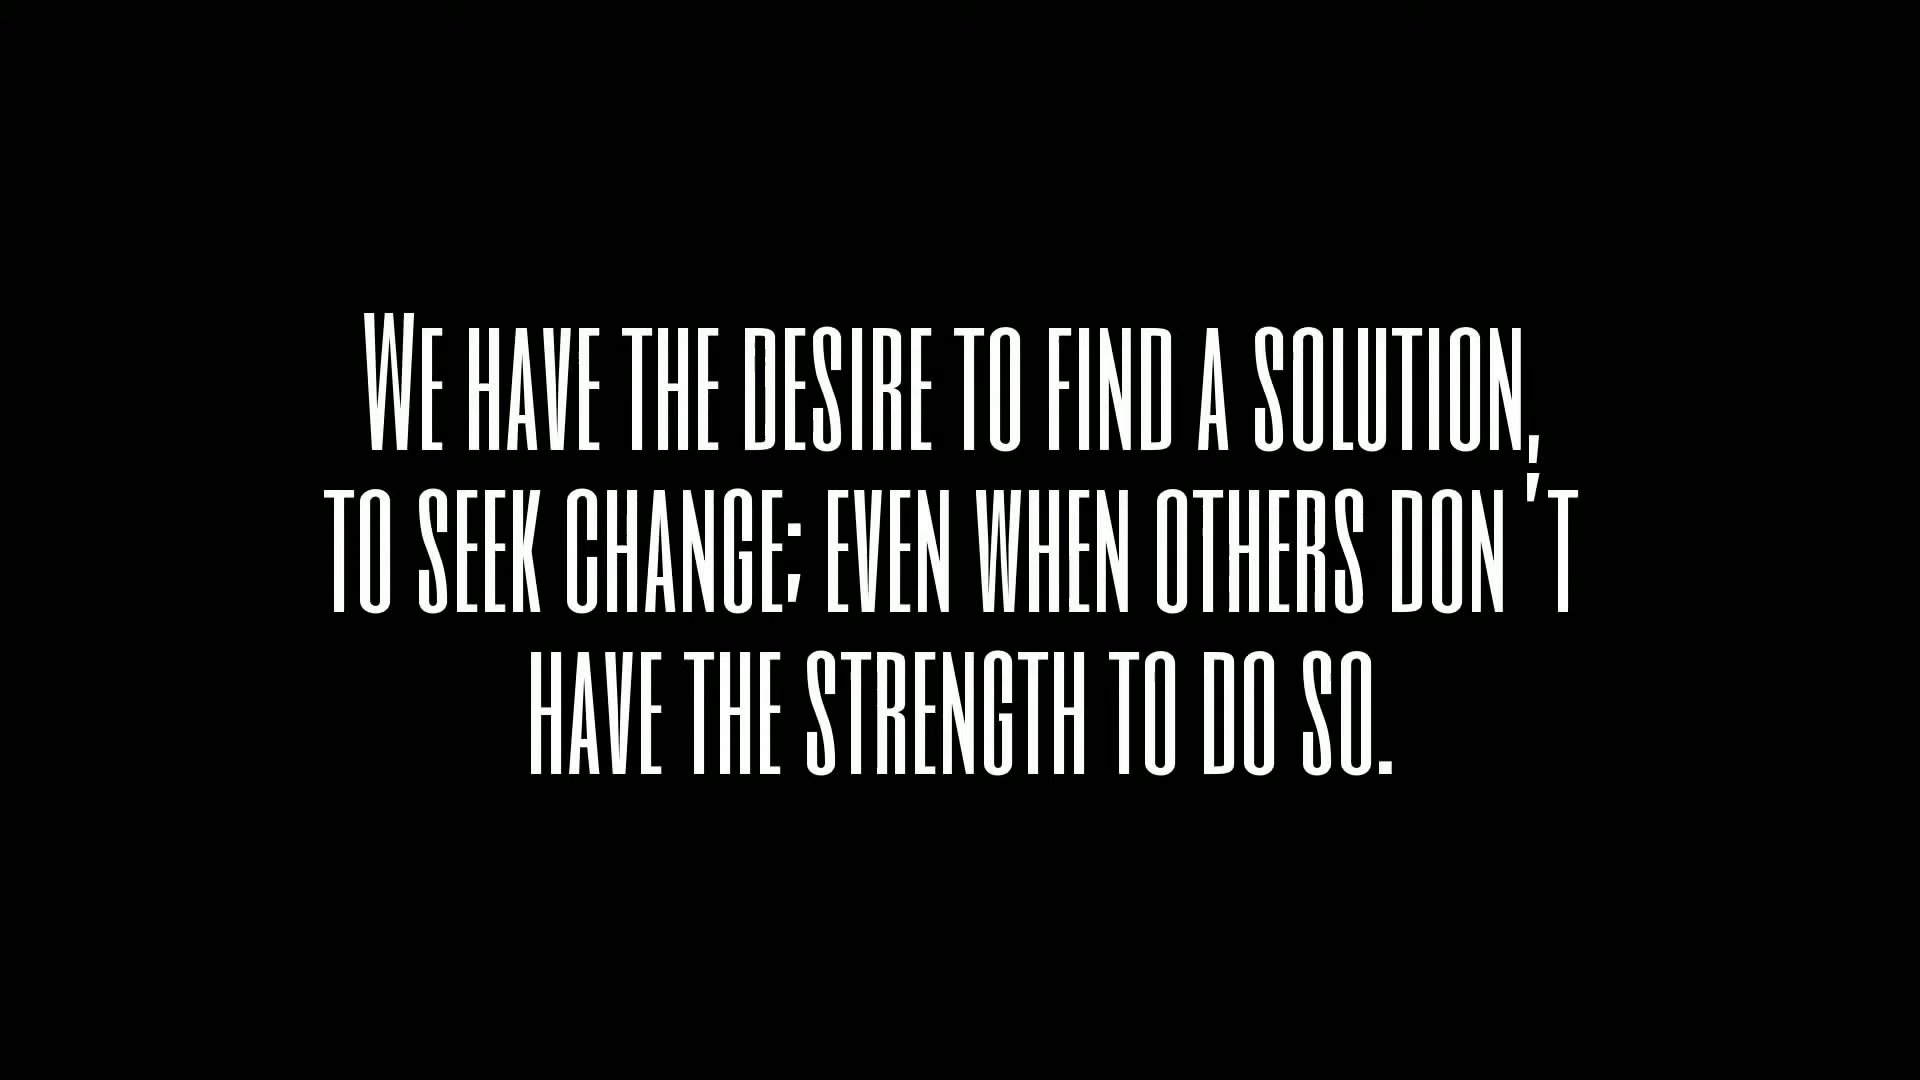 We have the desire to find a solution,
to seek change; even when others don't
have the strength to do so.